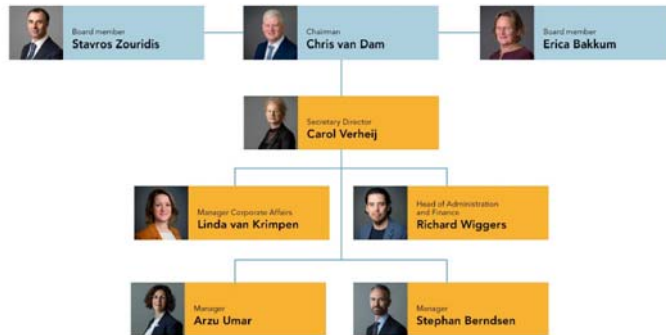 Board member
Stavros Zouridis
Chairman
Chris van Dam
Board member
Erica Bakkum
Secretary Director
Carol Verheij
Manager Corporate Affairs
Linda van Krimpen
Head of Administration
and Finance
Richard Wiggers
Manager
Arzu Umar
Manager
Stephan Berndsen